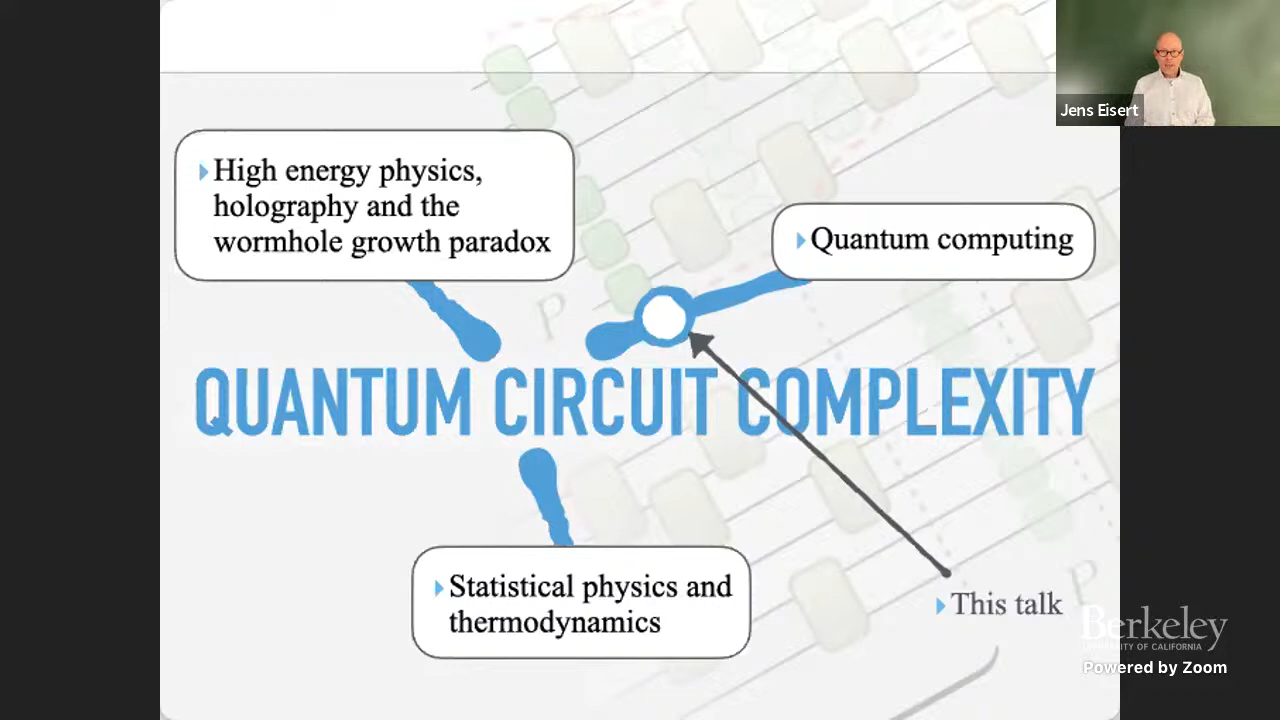 Jens Eisert
High energy physics,
holography and the
wormhole growth paradox
Quantum computing
P
QUANTUM CIRCUIT COMPLEXITY
Statistical physics and
thermodynamics
P
This talk
Berkeley
UNIVERSITY OF CALIFORNIA
Powered by Zoom